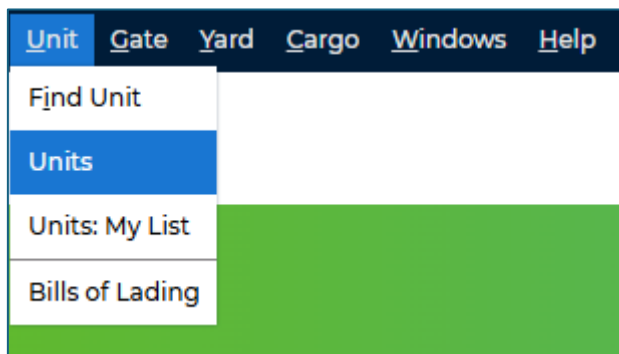 Unit Gate Yard Cargo Windows Help
Find Unit
Units
Units: My List
Bills of Lading